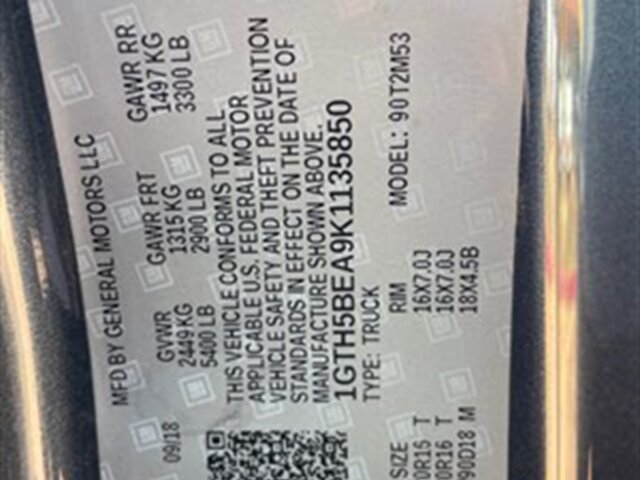 MFD BY GENERAL MOTORS LLC
09/18
GVWR GAWR FRT GAWR RR
2449 KG 1315 KG 1497 KG
5400 LB 2900 LB 3300 LB
THIS VEHICLE CONFORMS TO ALL
APPLICABLE U.S. FEDERAL MOTOR
VEHICLE SAFETY AND THEFT PREVENTION
STANDARDS IN EFFECT ON THE DATE OF
MANUFACTURE SHOWN ABOVE.
1GTH5BEA9K1135850
TYPE: TRUCK MODEL: 90T2M53
SIZE RIM
0R16 T 16X7.0J
0R16 T 16X7.0J
90D18 M 18X4.5B